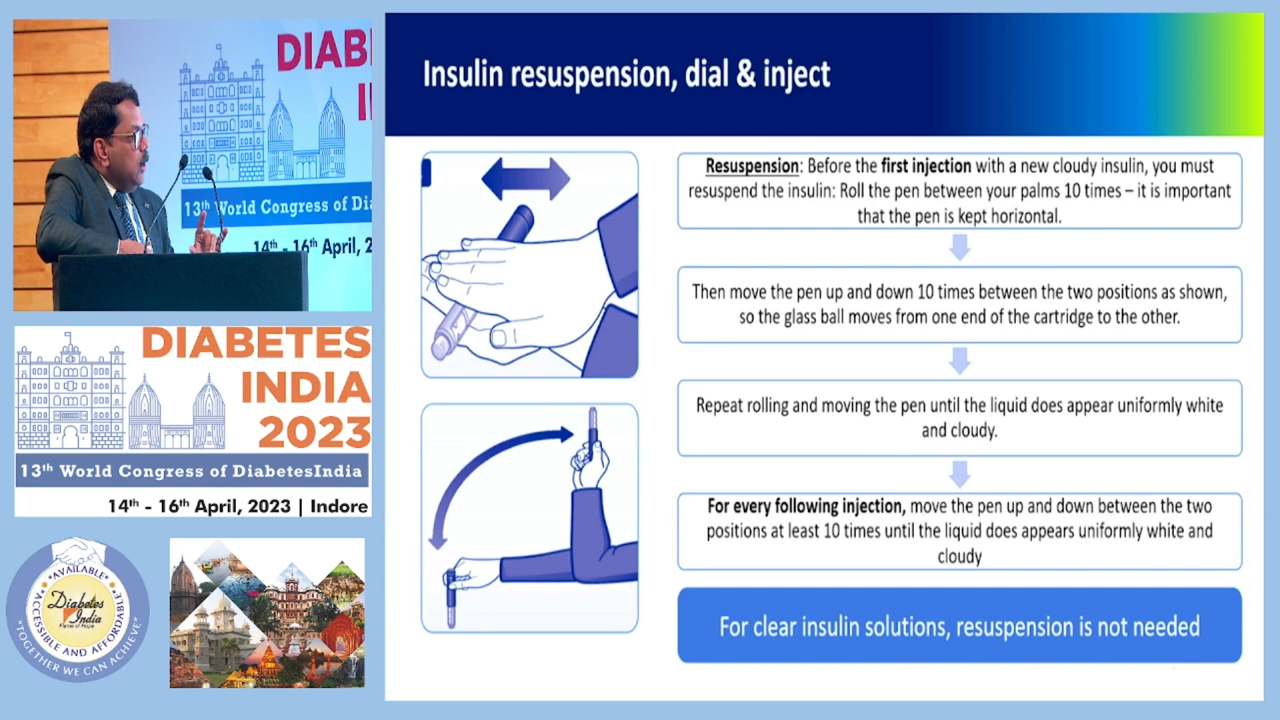 DIAB
I
13th World Congress of Dia
14th - 16th April, 2
DIABETES
INDIA
2023
13th World Congress of DiabetesIndia
14th - 16th April, 2023 | Indore
"AVAILABLE"
"ACCESSIBLE AND AFFORDABLE"
"TOGETHER WE CAN ACHIEVE"
Diabetes
India
Insulin resuspension, dial & inject
Resuspension: Before the first injection with a new cloudy insulin, you must
resuspend the insulin: Roll the pen between your palms 10 times – it is important
that the pen is kept horizontal.
Then move the pen up and down 10 times between the two positions as shown,
so the glass ball moves from one end of the cartridge to the other.
Repeat rolling and moving the pen until the liquid does appear uniformly white
and cloudy.
For every following injection, move the pen up and down between the two
positions at least 10 times until the liquid does appears uniformly white and
cloudy
For clear insulin solutions, resuspension is not needed